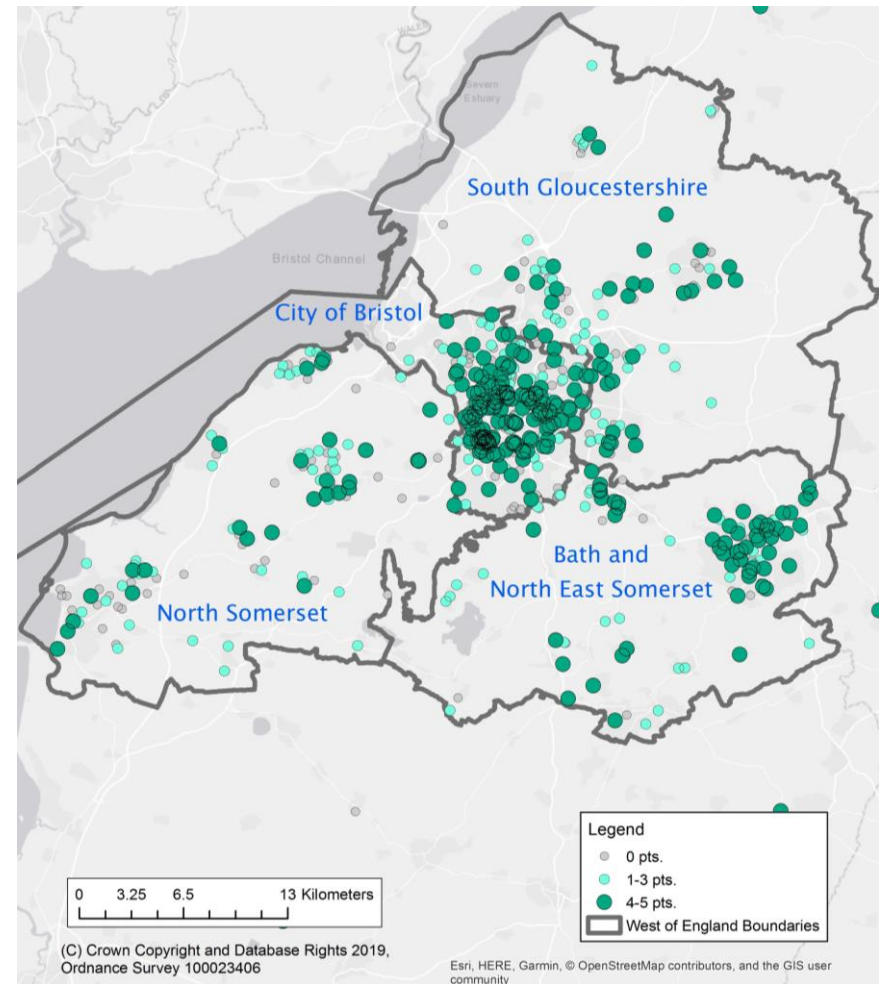 WALES
Severn
Estuary
South Gloucestershire
Bristol Channel
City of Bristol
Bath and
North East Somerset
North Somerset
Legend
0 pts.
1-3 pts.
4-5 pts.
West of England Boundaries
0 3.25 6.5 13 Kilometers
(C) Crown Copyright and Database Rights 2019,
Ordnance Survey 100023406
Esri, HERE, Garmin, © OpenStreetMap contributors, and the GIS user
community